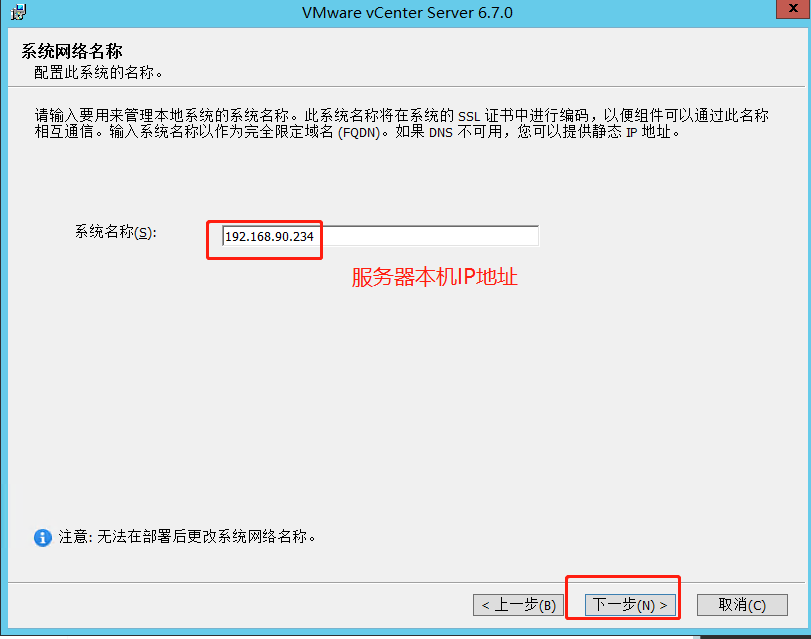 VMware vCenter Server 6.7.0
系统网络名称
配置此系统的名称。
请输入要用来管理本地系统的系统名称。此系统名称将在系统的 SSL 证书中进行编码，以便组件可以通过此名称
相互通信。输入系统名称以作为完全限定域名 (FQDN)。如果 DNS 不可用，您可以提供静态 IP 地址。
系统名称(S): 192.168.90.234
服务器本机IP地址
注意: 无法在部署后更改系统网络名称。
< 上一步(B) 下一步(N) > 取消(C)